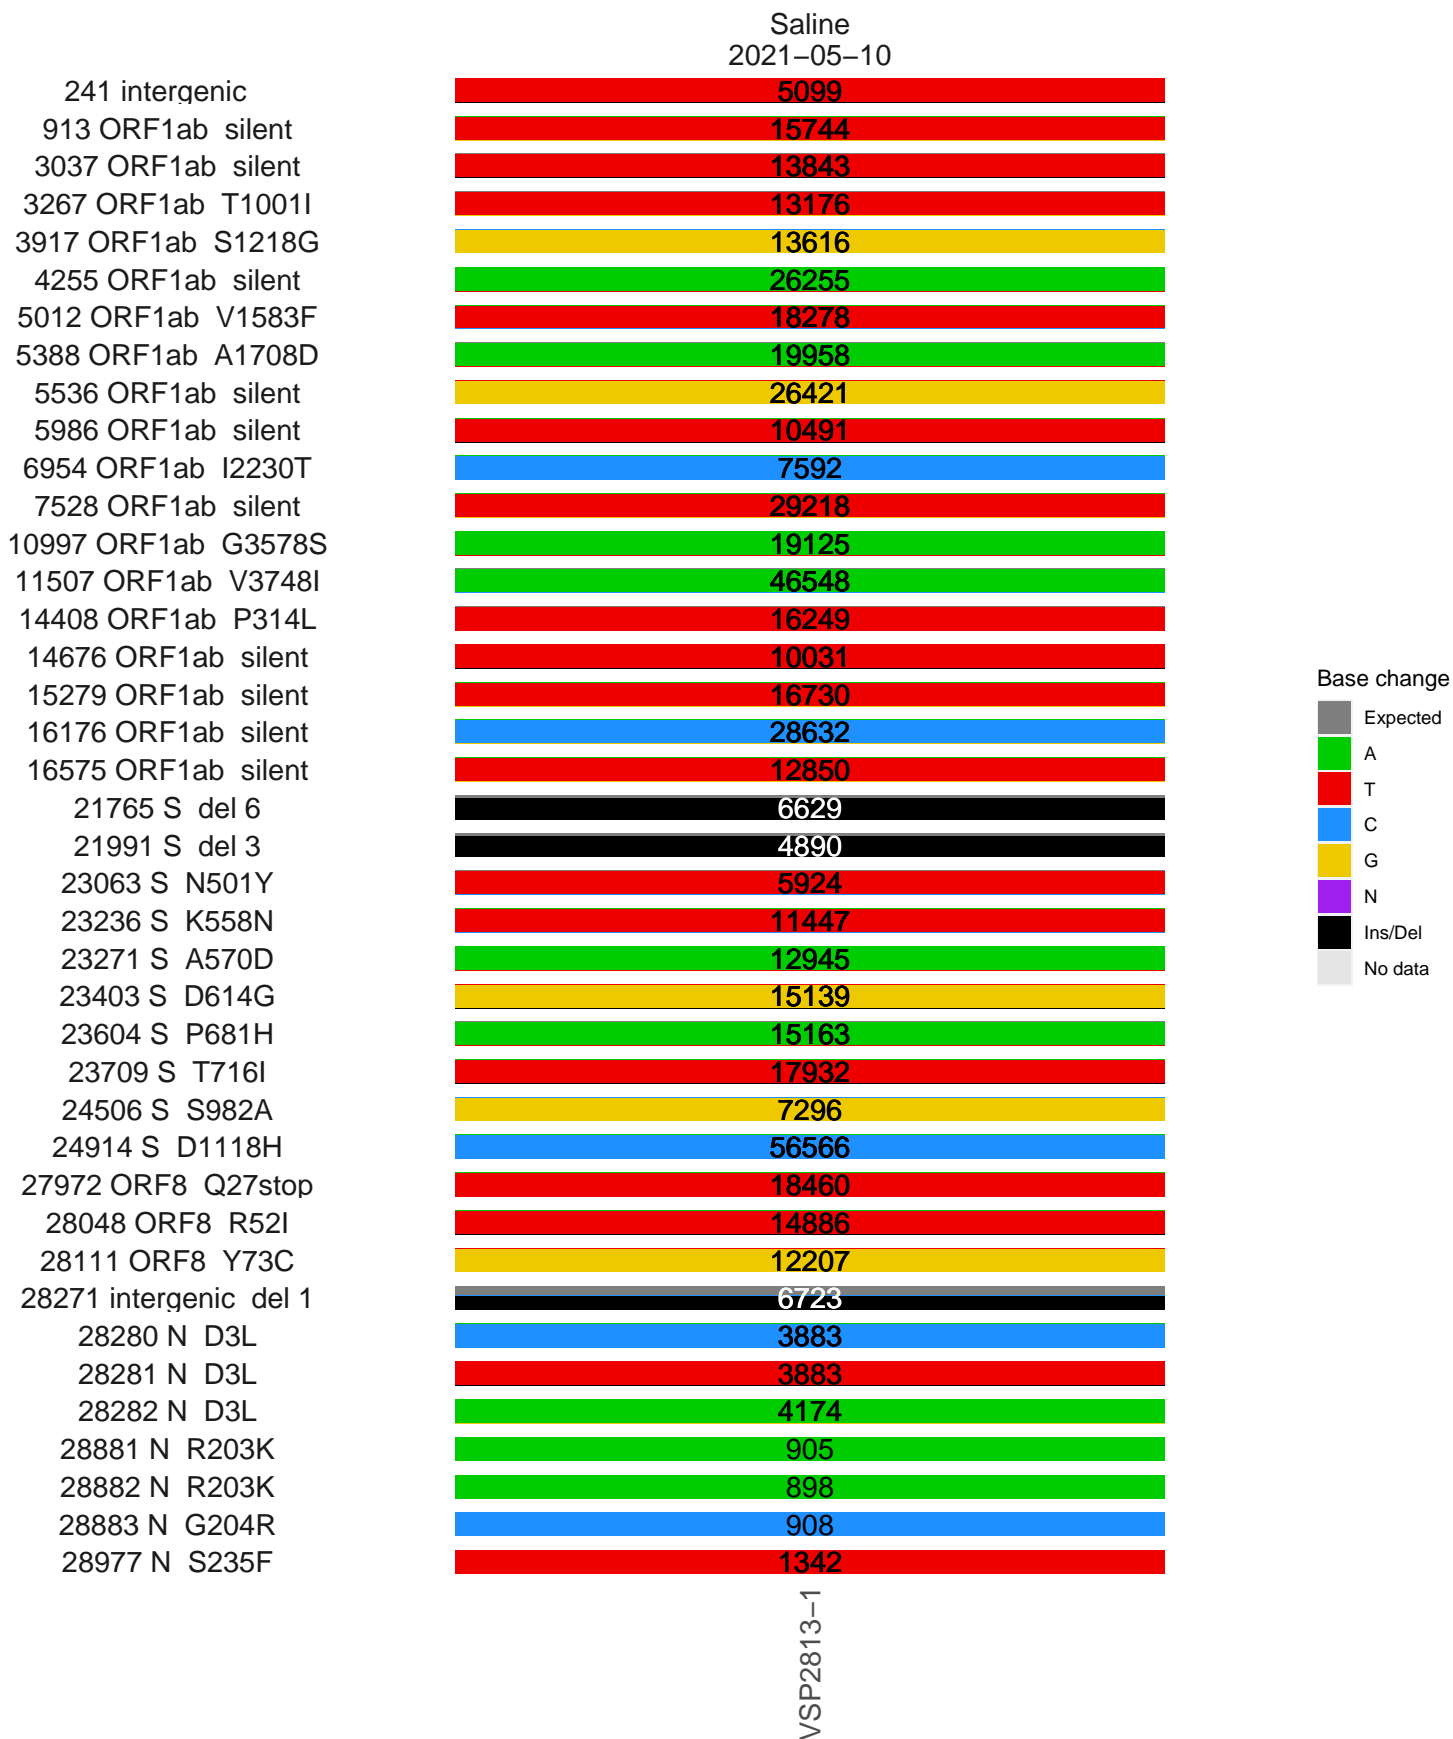 Saline
2021−05−10
241 intergenic 5099
913 ORF1ab silent 15744
3037 ORF1ab silent 13843
3267 ORF1ab T1001I 13176
3917 ORF1ab S1218G 13616
4255 ORF1ab silent 26255
5012 ORF1ab V1583F 18278
5388 ORF1ab A1708D 19958
5536 ORF1ab silent 26421
5986 ORF1ab silent 10491
6954 ORF1ab I2230T 7592
7528 ORF1ab silent 29218
10997 ORF1ab G3578S 19125
11507 ORF1ab V3748I 46548
14408 ORF1ab P314L 16249
14676 ORF1ab silent 10031
15279 ORF1ab silent 16730
16176 ORF1ab silent 28632
16575 ORF1ab silent 12850
21765 S del 6 6629
21991 S del 3 4890
23063 S N501Y 5924
23236 S K558N 11447
23271 S A570D 12945
23403 S D614G 15139
23604 S P681H 15163
23709 S T716I 17932
24506 S S982A 7296
24914 S D1118H 56566
27972 ORF8 Q27stop 18460
28048 ORF8 R52I 14886
28111 ORF8 Y73C 12207
28271 intergenic del 1 6723
28280 N D3L 3883
28281 N D3L 3883
28282 N D3L 4174
28881 N R203K 905
28882 N R203K 898
28883 N G204R 908
28977 N S235F 1342
VSP2813−1
Base change
Expected
A
T
C
G
N
Ins/Del
No data